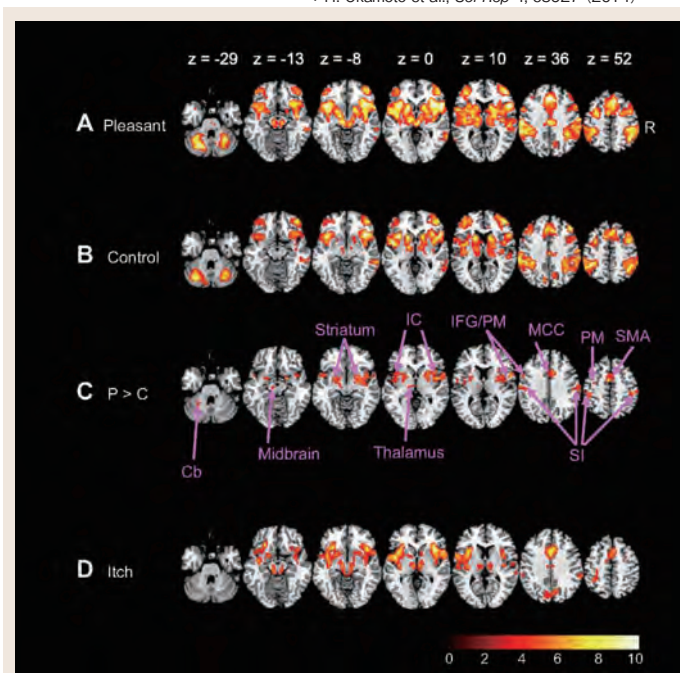 z = -29 z = -13 z = -8 z = 0 z = 10 z = 36 z = 52
A Pleasant
R
B Control
Striatum IC IFG/PM MCC PM SMA
C P > C
Cb Midbrain Thalamus SI
D Itch
0 2 4 6 8 10